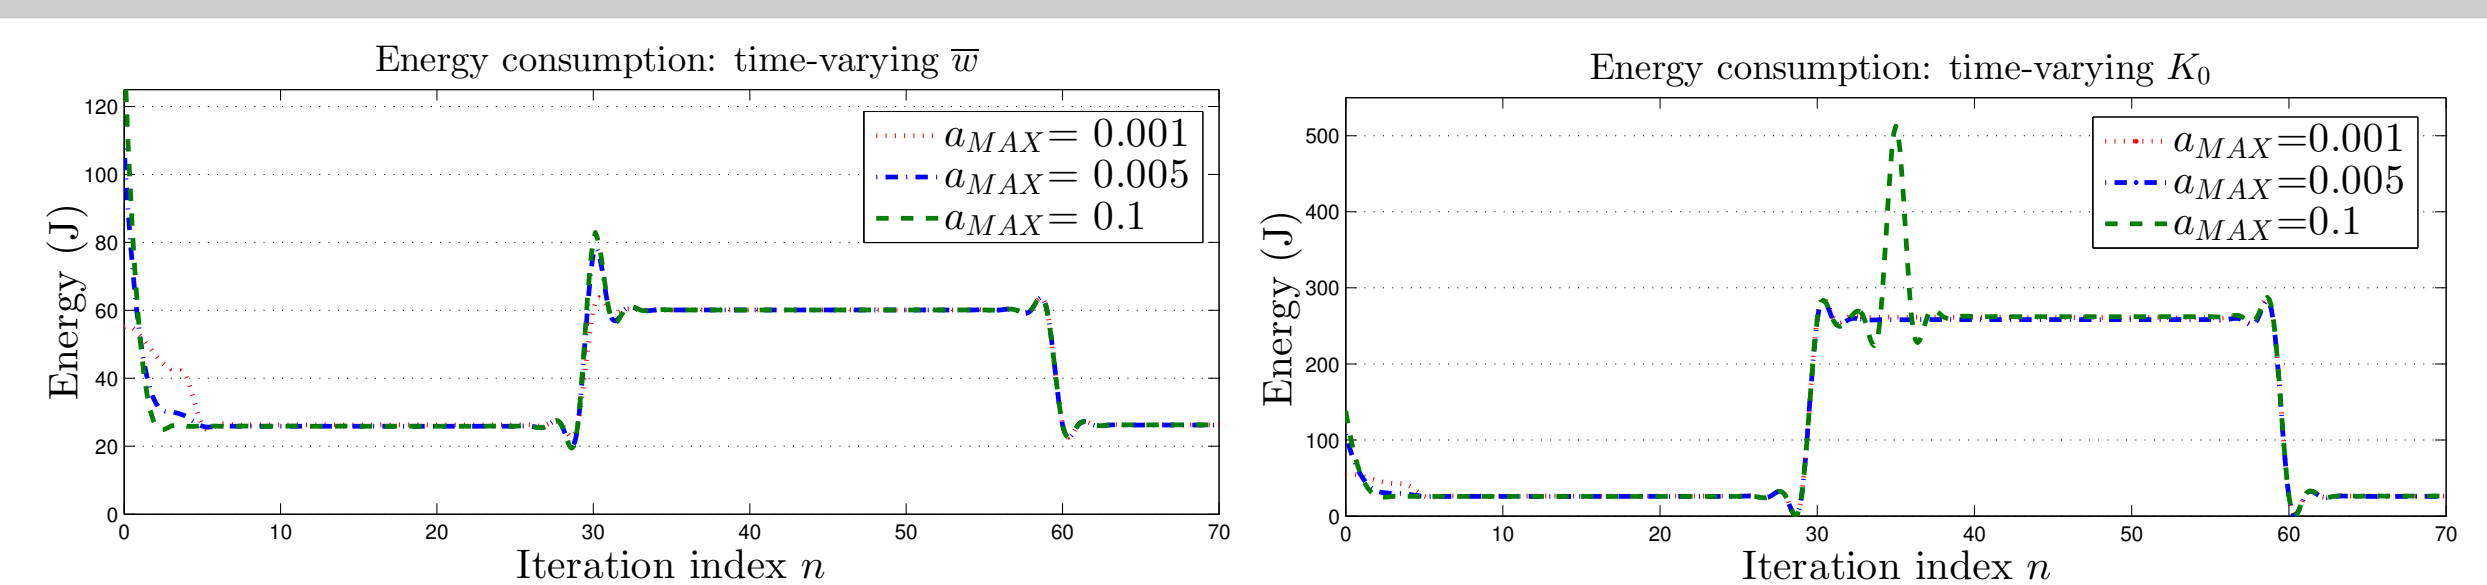 Energy consumption: time-varying w̅
120
100
80
60
40
20
0
Energy (J)
a_MAX= 0.001
a_MAX= 0.005
a_MAX= 0.1
0 10 20 30 40 50 60 70
Iteration index n
Energy consumption: time-varying K₀
500
400
300
200
100
0
Energy (J)
a_MAX=0.001
a_MAX=0.005
a_MAX=0.1
0 10 20 30 40 50 60 70
Iteration index n